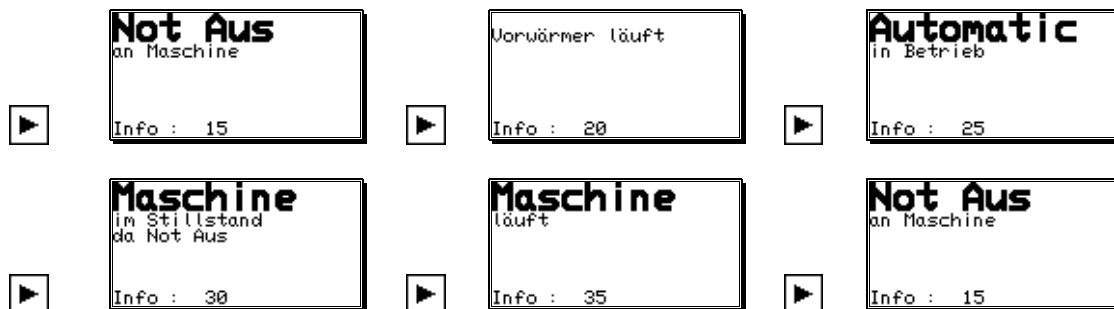 Not Aus
an Maschine
Info : 15
Vorwärmer läuft
Info : 20
Automatic
in Betrieb
Info : 25
Maschine
im Stillstand
da Not Aus
Info : 30
Maschine
läuft
Info : 35
Not Aus
an Maschine
Info : 15